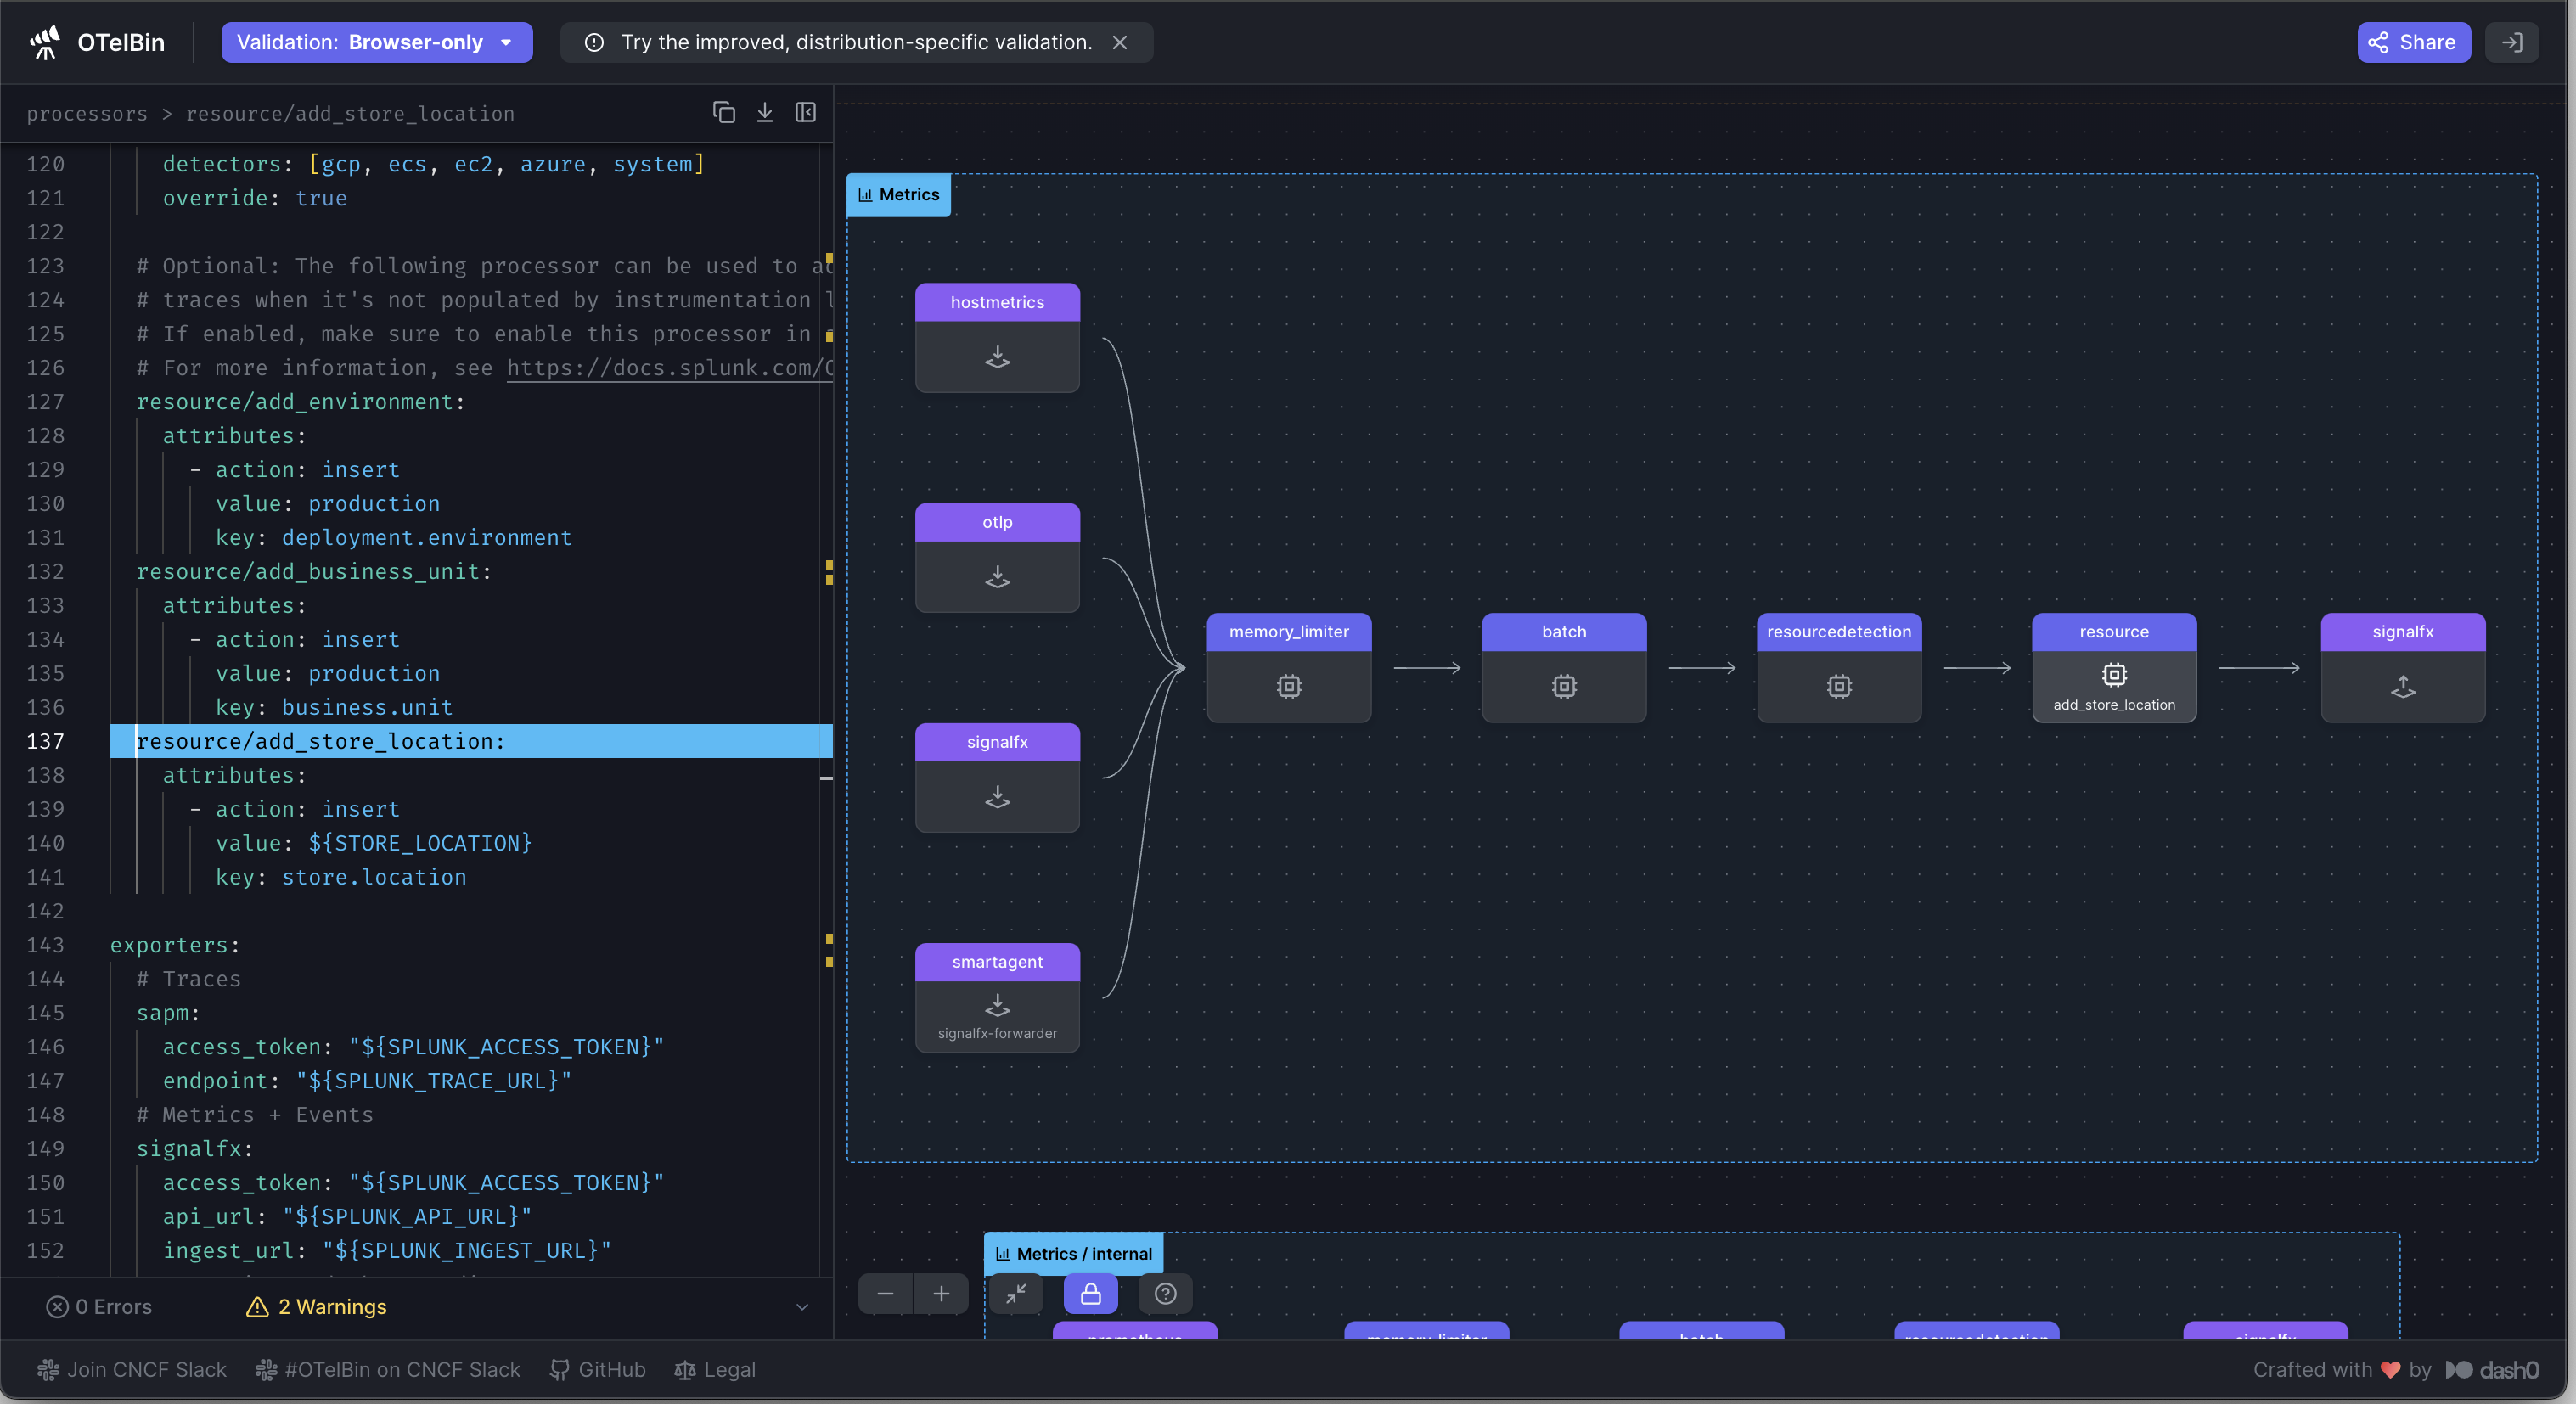 OTelBin
Validation: Browser-only
Try the improved, distribution-specific validation.
Share
processors > resource/add_store_location
120 detectors: [gcp, ecs, ec2, azure, system]
121 override: true
122
123 # Optional: The following processor can be used to
124 # traces when it's not populated by instrumentation
125 # If enabled, make sure to enable this processor in
126 # For more information, see https://docs.splunk.com/
127 resource/add_environment:
128 attributes:
129 - action: insert
130 value: production
131 key: deployment.environment
132 resource/add_business_unit:
133 attributes:
134 - action: insert
135 value: production
136 key: business.unit
137 resource/add_store_location:
138 attributes:
139 - action: insert
140 value: ${STORE_LOCATION}
141 key: store.location
142
143 exporters:
144 # Traces
145 sapm:
146 access_token: "${SPLUNK_ACCESS_TOKEN}"
147 endpoint: "${SPLUNK_TRACE_URL}"
148 # Metrics + Events
149 signalfx:
150 access_token: "${SPLUNK_ACCESS_TOKEN}"
151 api_url: "${SPLUNK_API_URL}"
152 ingest_url: "${SPLUNK_INGEST_URL}"
0 Errors
2 Warnings
Metrics
hostmetrics
otlp
signalfx
smartagent
signalfx-forwarder
memory_limiter
batch
resourcedetection
resource
add_store_location
signalfx
Metrics / internal
prometheus
memory_limiter
batch
resourcedetection
signalfx
Join CNCF Slack
#OTelBin on CNCF Slack
GitHub
Legal
Crafted with ❤ by dash0